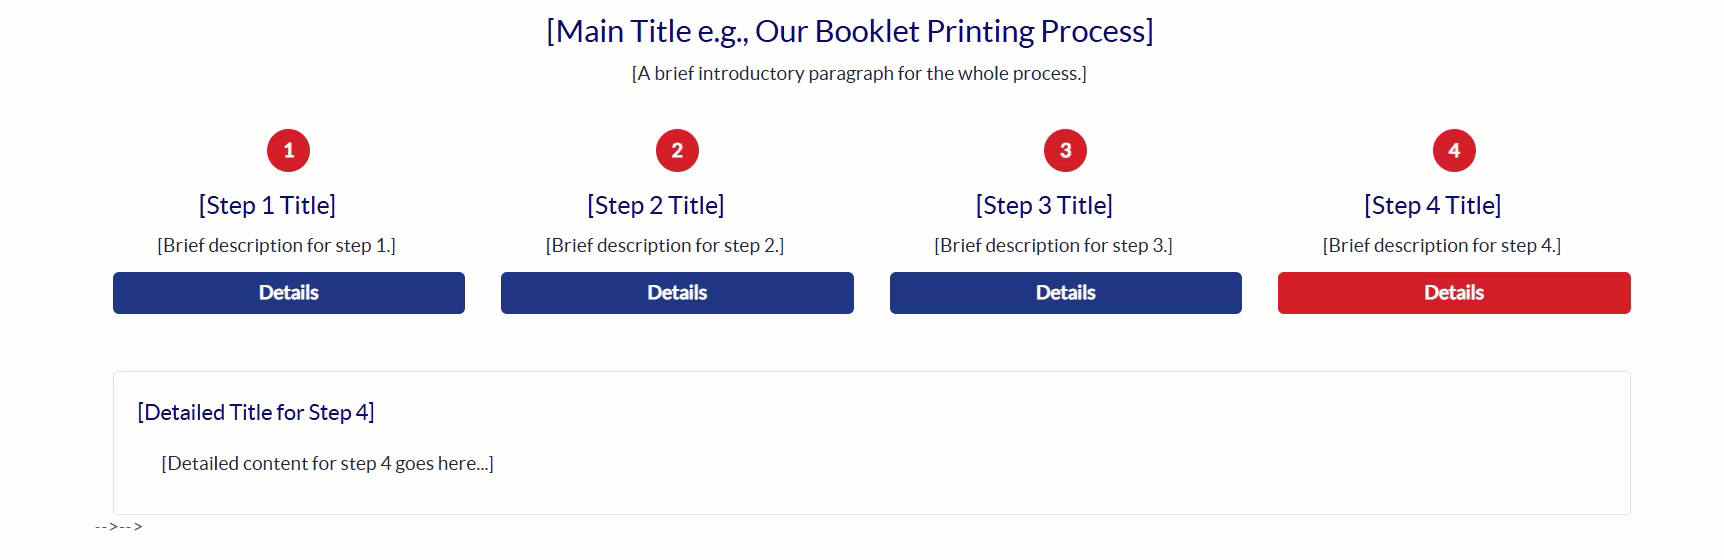 [Main Title e.g., Our Booklet Printing Process]
[A brief introductory paragraph for the whole process.]
1
2
3
4
[Step 1 Title]
[Step 2 Title]
[Step 3 Title]
[Step 4 Title]
[Brief description for step 1.]
[Brief description for step 2.]
[Brief description for step 3.]
[Brief description for step 4.]
Details
Details
Details
Details
[Detailed Title for Step 4]
[Detailed content for step 4 goes here...]
-->-->